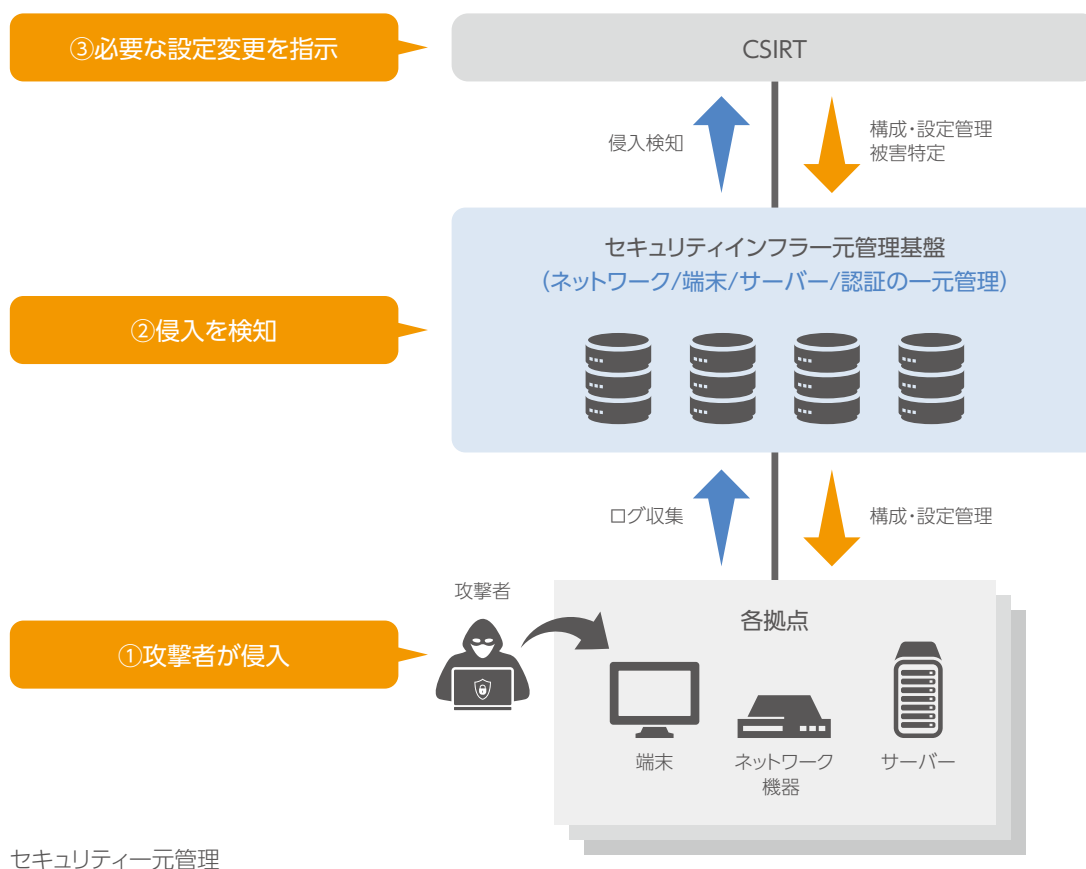 ③必要な設定変更を指示
CSIRT
侵入検知
構成・設定管理
被害特定
セキュリティインフラ一元管理基盤
(ネットワーク/端末/サーバー/認証の一元管理)
②侵入を検知
ログ収集
構成・設定管理
攻撃者
各拠点
①攻撃者が侵入
端末
ネットワーク
機器
サーバー
セキュリティ一元管理